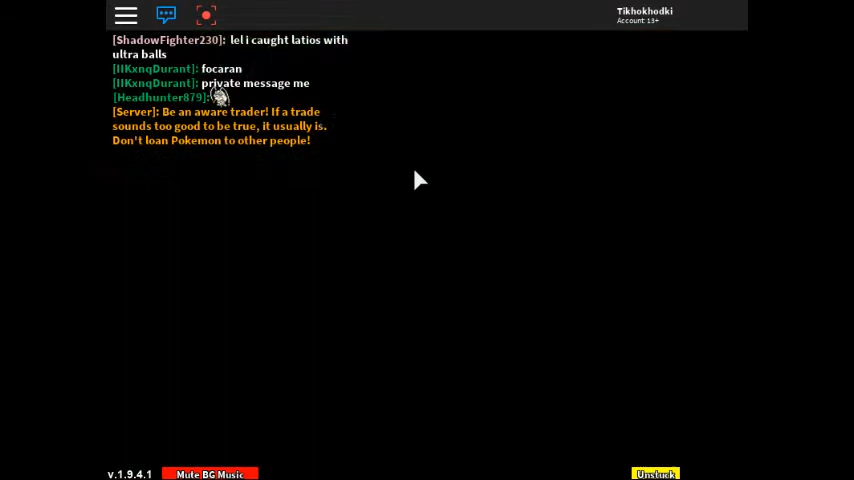 Tikhokhodki
Account: 13+
[ShadowFighter230]: lel i caught latios with
ultra balls
[IIKxnqDurant]: focaran
[IIKxnqDurant]: private message me
[Headhunter879]:
[Server]: Be an aware trader! If a trade
sounds too good to be true, it usually is.
Don't loan Pokemon to other people!
v.1.9.4.1
Mute BG Music
Unstuck